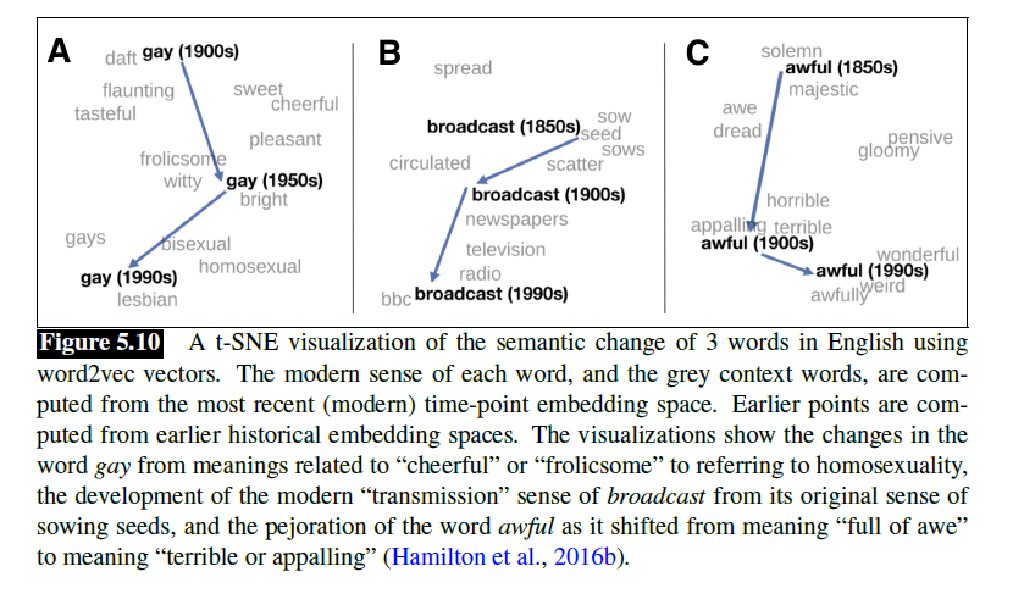 A
daft gay (1900s)
flaunting
sweet
tasteful
cheerful
pleasant
frolicsome
witty
gay (1950s)
bright
gays
bisexual
homosexual
gay (1990s)
lesbian
B
spread
broadcast (1850s)
sow
seed
sows
circulated
scatter
broadcast (1900s)
newspapers
television
radio
bbc broadcast (1990s)
C
solemn
awful (1850s)
majestic
awe
dread
pensive
gloomy
horrible
appalling terrible
awful (1900s)
wonderful
awful (1990s)
weird
awfully
Figure 5.10 A t-SNE visualization of the semantic change of 3 words in English using
word2vec vectors. The modern sense of each word, and the grey context words, are com-
puted from the most recent (modern) time-point embedding space. Earlier points are com-
puted from earlier historical embedding spaces. The visualizations show the changes in the
word gay from meanings related to “cheerful” or “frolicsome” to referring to homosexuality,
the development of the modern “transmission” sense of broadcast from its original sense of
sowing seeds, and the pejoration of the word awful as it shifted from meaning “full of awe”
to meaning “terrible or appalling” (Hamilton et al., 2016b).